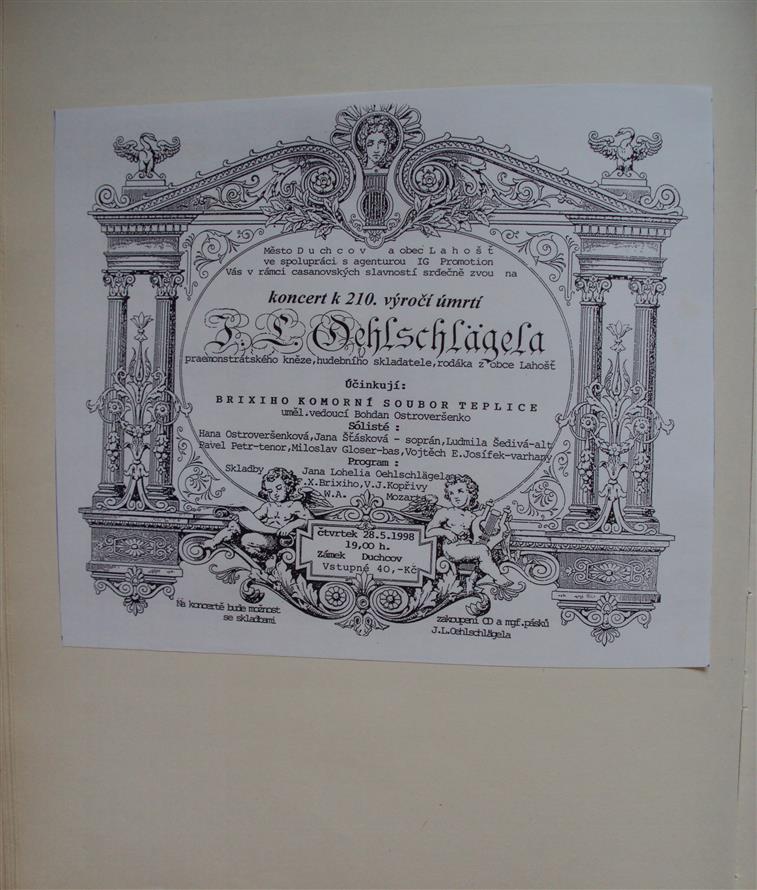 Město Duchcov a obec Lahošť
ve spolupráci s agenturou IG Promotion
Vás v rámci casanovských slavností srdečně zvou na
koncert k 210. výročí úmrtí
J. L. Oehlschlägela
praemonstrátského kněze,hudebního skladatele,rodáka z obce Lahošť
Účinkují:
BRIXIHO KOMORNÍ SOUBOR TEPLICE
uměl.vedoucí Bohdan Ostroveršenko
Sólisté :
Hana Ostroveršenková,Jana Šťásková - soprán,Ludmila Šedivá-alt
Pavel Petr-tenor,Miloslav Gloser-bas,Vojtěch E.Josífek-varhany
Program :
Skladby Jana Lohelia Oehlschlägela
.X.Brixiho,V.J.Kopřivy
W.A. Mozarta
čtvrtek 28.5.1998
19,00 h.
Zámek Duchcov
Vstupné 40,-Kč
Na koncertě bude možnost zakoupení CD a mgf.pásků
se skladbami J.L.Oehlschlägela